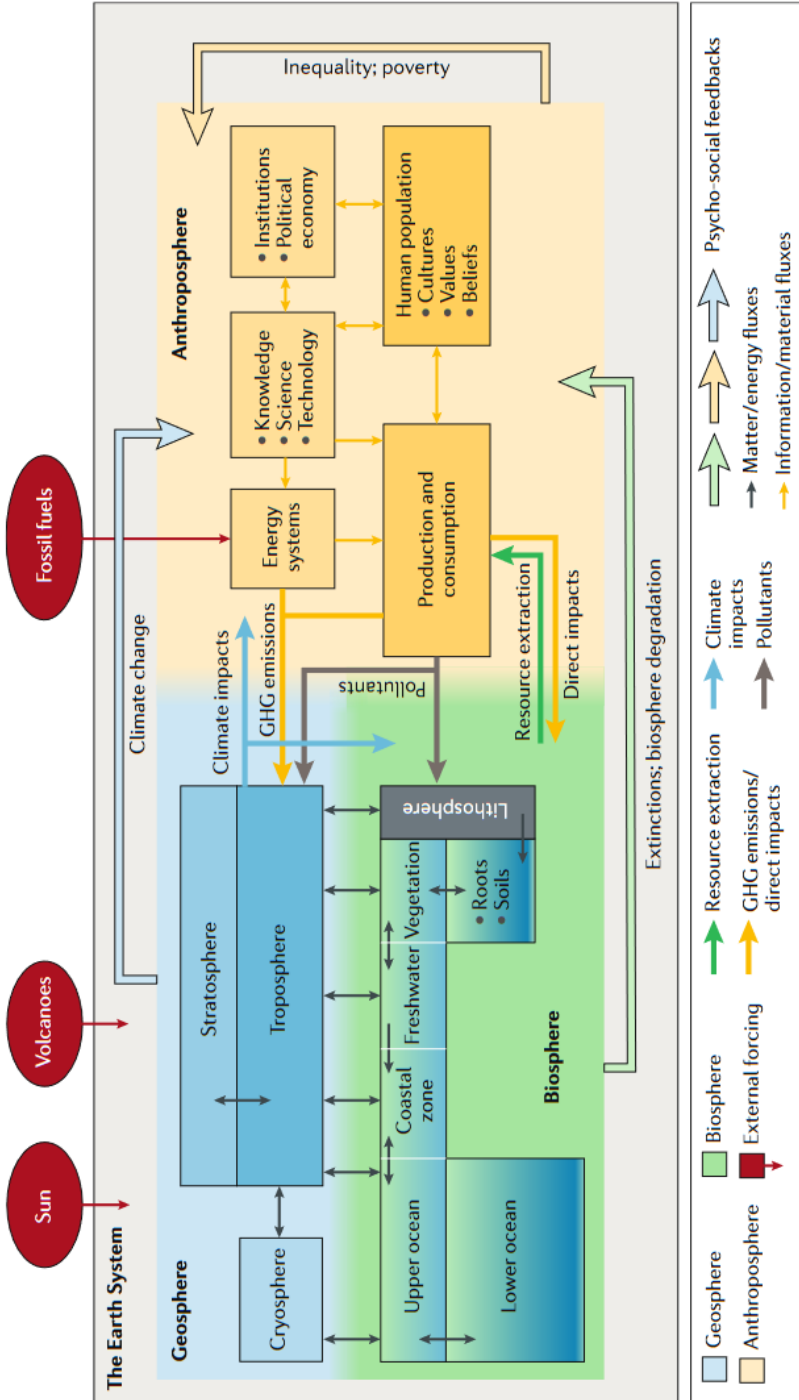 Sun
Volcanoes
Fossil fuels
The Earth System
Climate change
Geosphere
Anthroposphere
Stratosphere
Troposphere
Cryosphere
Climate impacts
GHG emissions
Pollutants
Energy
systems
• Knowledge
• Science
• Technology
• Institutions
• Political
economy
Inequality; poverty
Upper ocean
Coastal
zone
Freshwater
Vegetation
Lithosphere
Lower ocean
• Roots
• Soils
Biosphere
Production and
consumption
Human population
• Cultures
• Values
• Beliefs
Resource extraction
Direct impacts
Extinctions; biosphere degradation
Geosphere
Biosphere
Resource extraction
Climate
impacts
Psycho-social feedbacks
Anthroposphere
External forcing
GHG emissions/
direct impacts
Pollutants
Matter/energy fluxes
Information/material fluxes